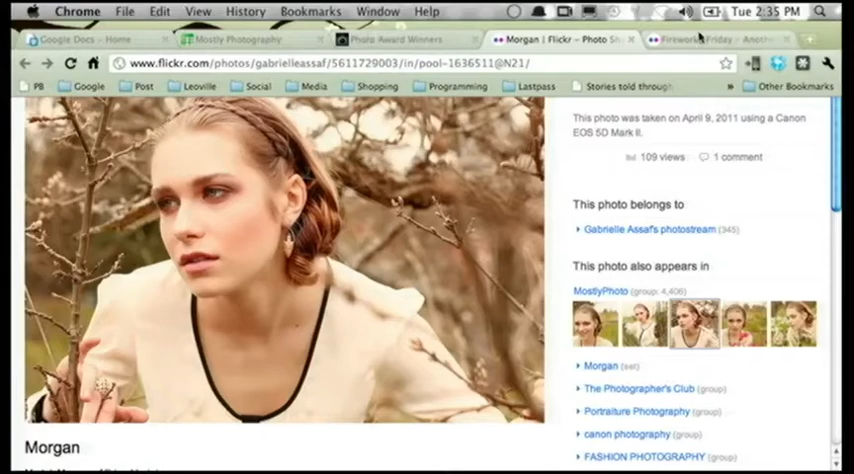 Chrome File Edit View History Bookmarks Window Help Tue 2:35 PM
Google Docs - Home Mostly Photography Photo Award Winners Morgan | Flickr – Photo Sha Firework Friday - Anoth
www.flickr.com/photos/gabrielleassaf/5611729003/in/pool-1636511@N21/
PB Google Post Leoville Social Media Shopping Programming Lastpass Stories told through » Other Bookmarks
This photo was taken on April 9, 2011 using a Canon
EOS 5D Mark II.
109 views 1 comment
This photo belongs to
Gabrielle Assaf's photostream (345)
This photo also appears in
MostlyPhoto (group: 4,406)
Morgan (set)
The Photographer's Club (group)
Portraiture Photography (group)
canon photography (group)
FASHION PHOTOGRAPHY (group)
Morgan